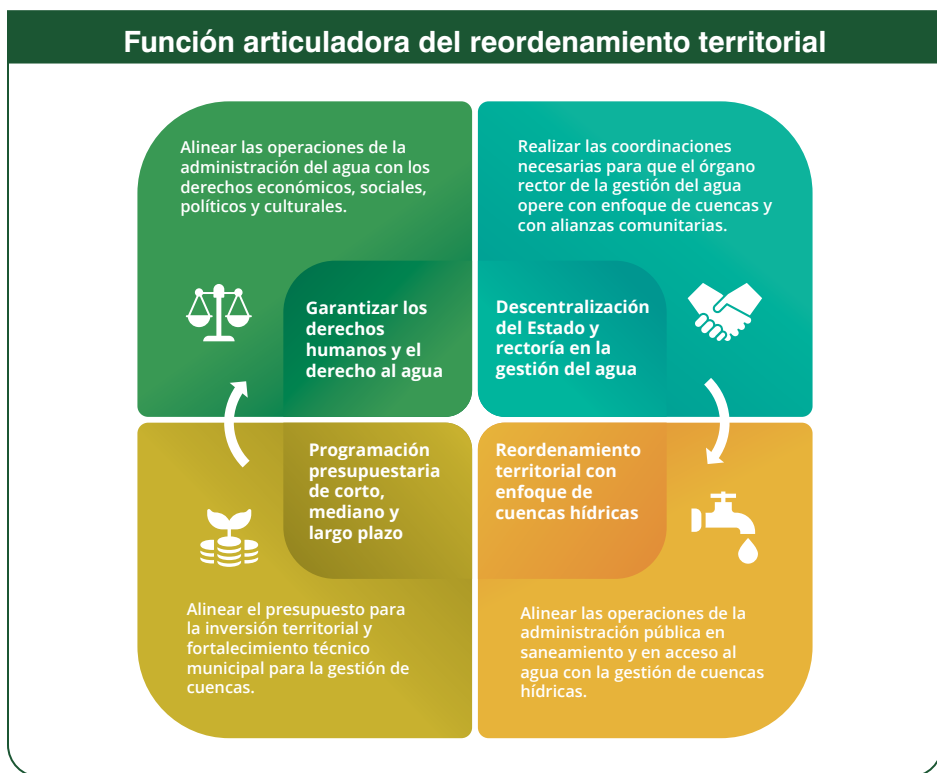 Función articuladora del reordenamiento territorial
Alinear las operaciones de la
administración del agua con los
derechos económicos, sociales,
políticos y culturales.
Garantizar los
derechos
humanos y el
derecho al agua
Realizar las coordinaciones
necesarias para que el órgano
rector de la gestión del agua
opere con enfoque de cuencas y
con alianzas comunitarias.
Descentralización
del Estado y
rectoría en la
gestión del agua
Programación
presupuestaria
de corto,
mediano y
largo plazo
Alinear el presupuesto para
la inversión territorial y
fortalecimiento técnico
municipal para la gestión de
cuencas.
Reordenamiento
territorial con
enfoque de
cuencas hídricas
Alinear las operaciones de la
administración pública en
saneamiento y en acceso al
agua con la gestión de cuencas
hídricas.